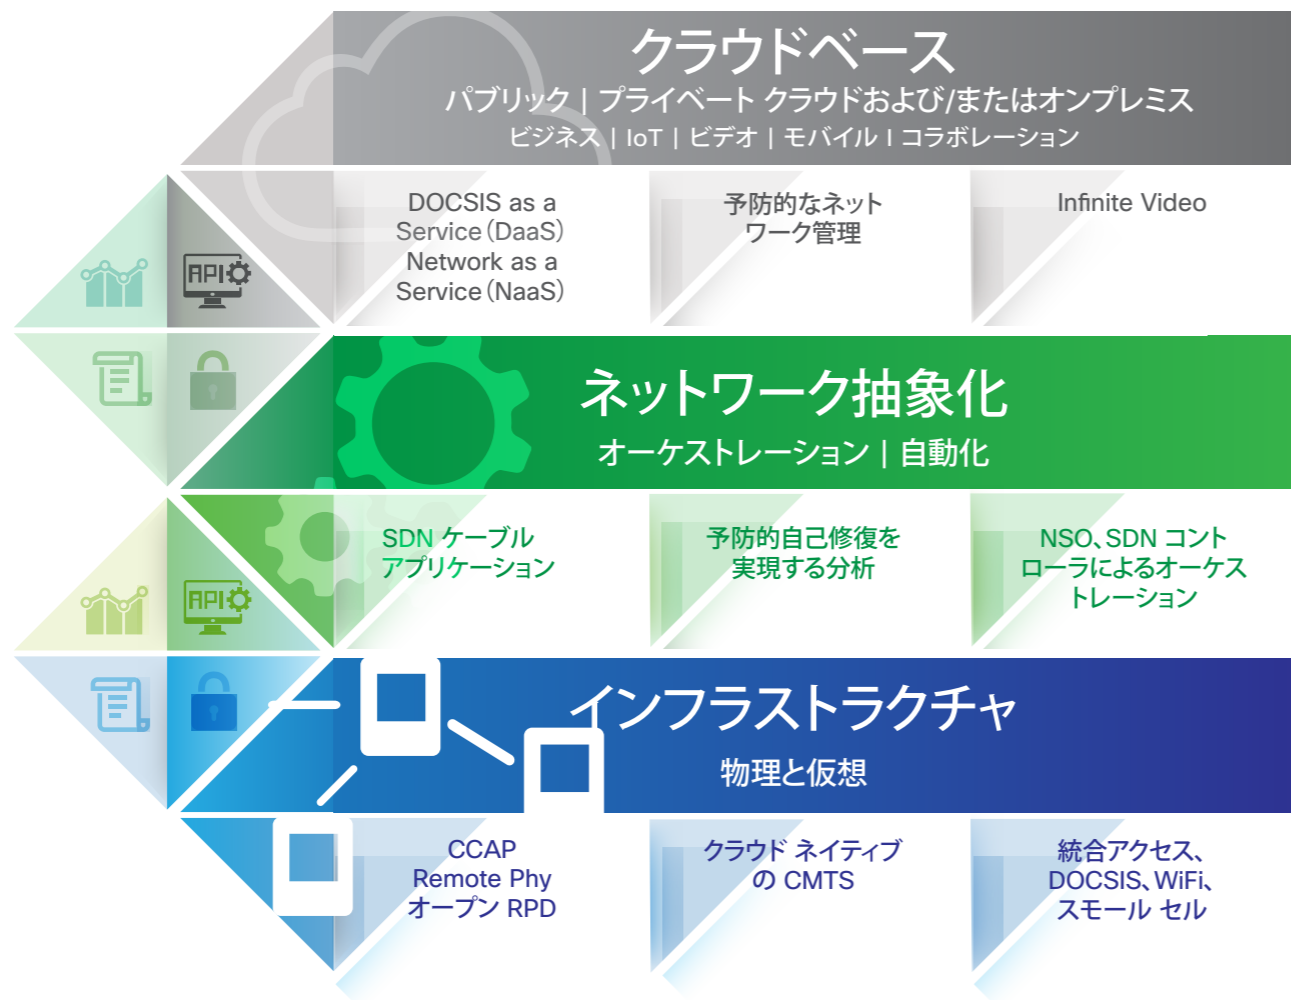 クラウドベース
パブリック | プライベート クラウドおよび/またはオンプレミス
ビジネス | IoT | ビデオ | モバイル I コラボレーション
DOCSIS as a
Service（DaaS）
Network as a
Service（NaaS）
予防的なネット
ワーク管理
Infinite Video
API
ネットワーク抽象化
オーケストレーション | 自動化
SDN ケーブル
アプリケーション
予防的自己修復を
実現する分析
NSO、SDN コント
ローラによるオーケス
トレーション
API
インフラストラクチャ
物理と仮想
CCAP
Remote Phy
オープン RPD
クラウド ネイティブ
の CMTS
統合アクセス、
DOCSIS、WiFi、
スモール セル